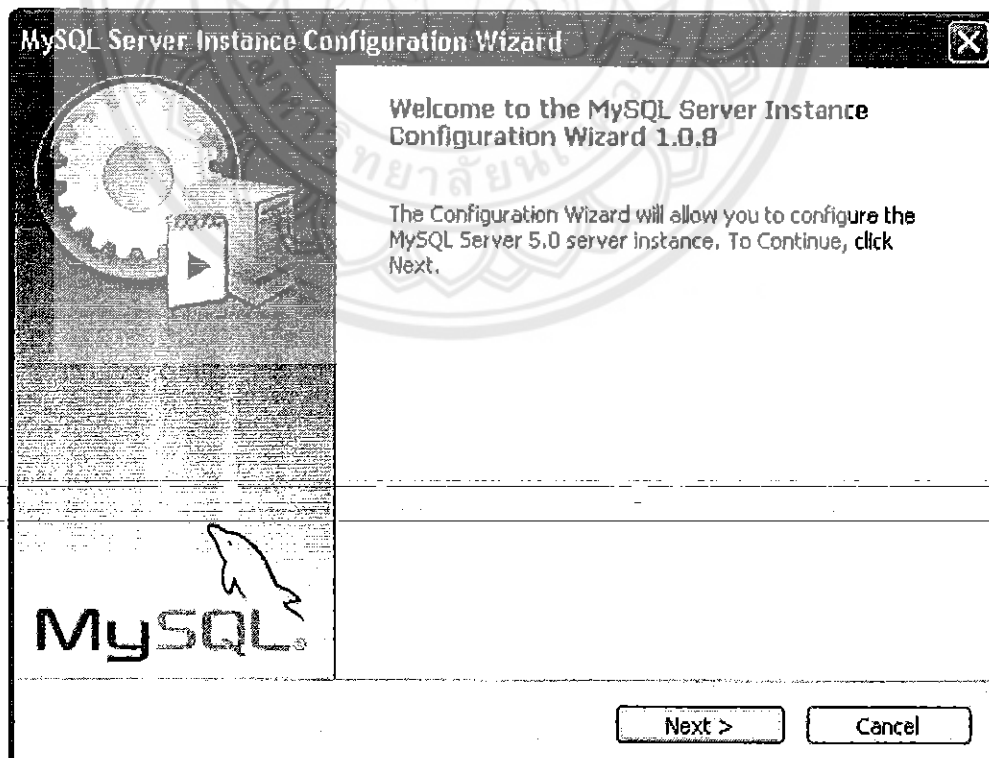 MySQL Server Instance Configuration Wizard
Welcome to the MySQL Server Instance
Configuration Wizard 1.0.8
The Configuration Wizard will allow you to configure the
MySQL Server 5.0 server instance. To Continue, click
Next.
MySQL®
Next >
Cancel